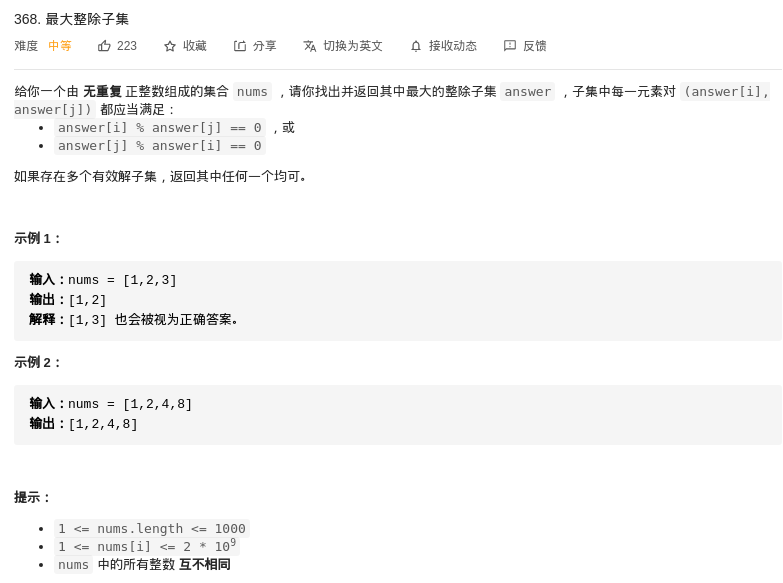 368. 最大整除子集
难度 中等 223 收藏 分享 切换为英文 接收动态 反馈
给你一个由 无重复 正整数组成的集合 nums ，请你找出并返回其中最大的整除子集 answer ，子集中每一元素对 (answer[i],
answer[j]) 都应当满足：
• answer[i] % answer[j] == 0 ，或
• answer[j] % answer[i] == 0
如果存在多个有效解子集，返回其中任何一个均可。
示例 1：
输入：nums = [1,2,3]
输出：[1,2]
解释：[1,3] 也会被视为正确答案。
示例 2：
输入：nums = [1,2,4,8]
输出：[1,2,4,8]
提示：
• 1 <= nums.length <= 1000
• 1 <= nums[i] <= 2 * 10⁹
• nums 中的所有整数 互不相同